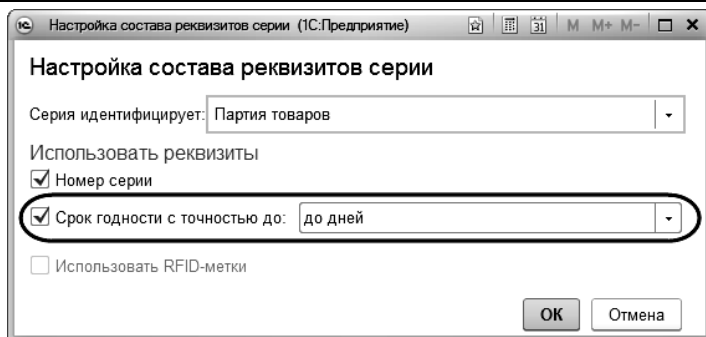 1С Настройка состава реквизитов серии (1С:Предприятие) 31 M M+ M-
Настройка состава реквизитов серии
Серия идентифицирует: Партия товаров
Использовать реквизиты
Номер серии
Срок годности с точностью до: до дней
Использовать RFID-метки
ОК Отмена